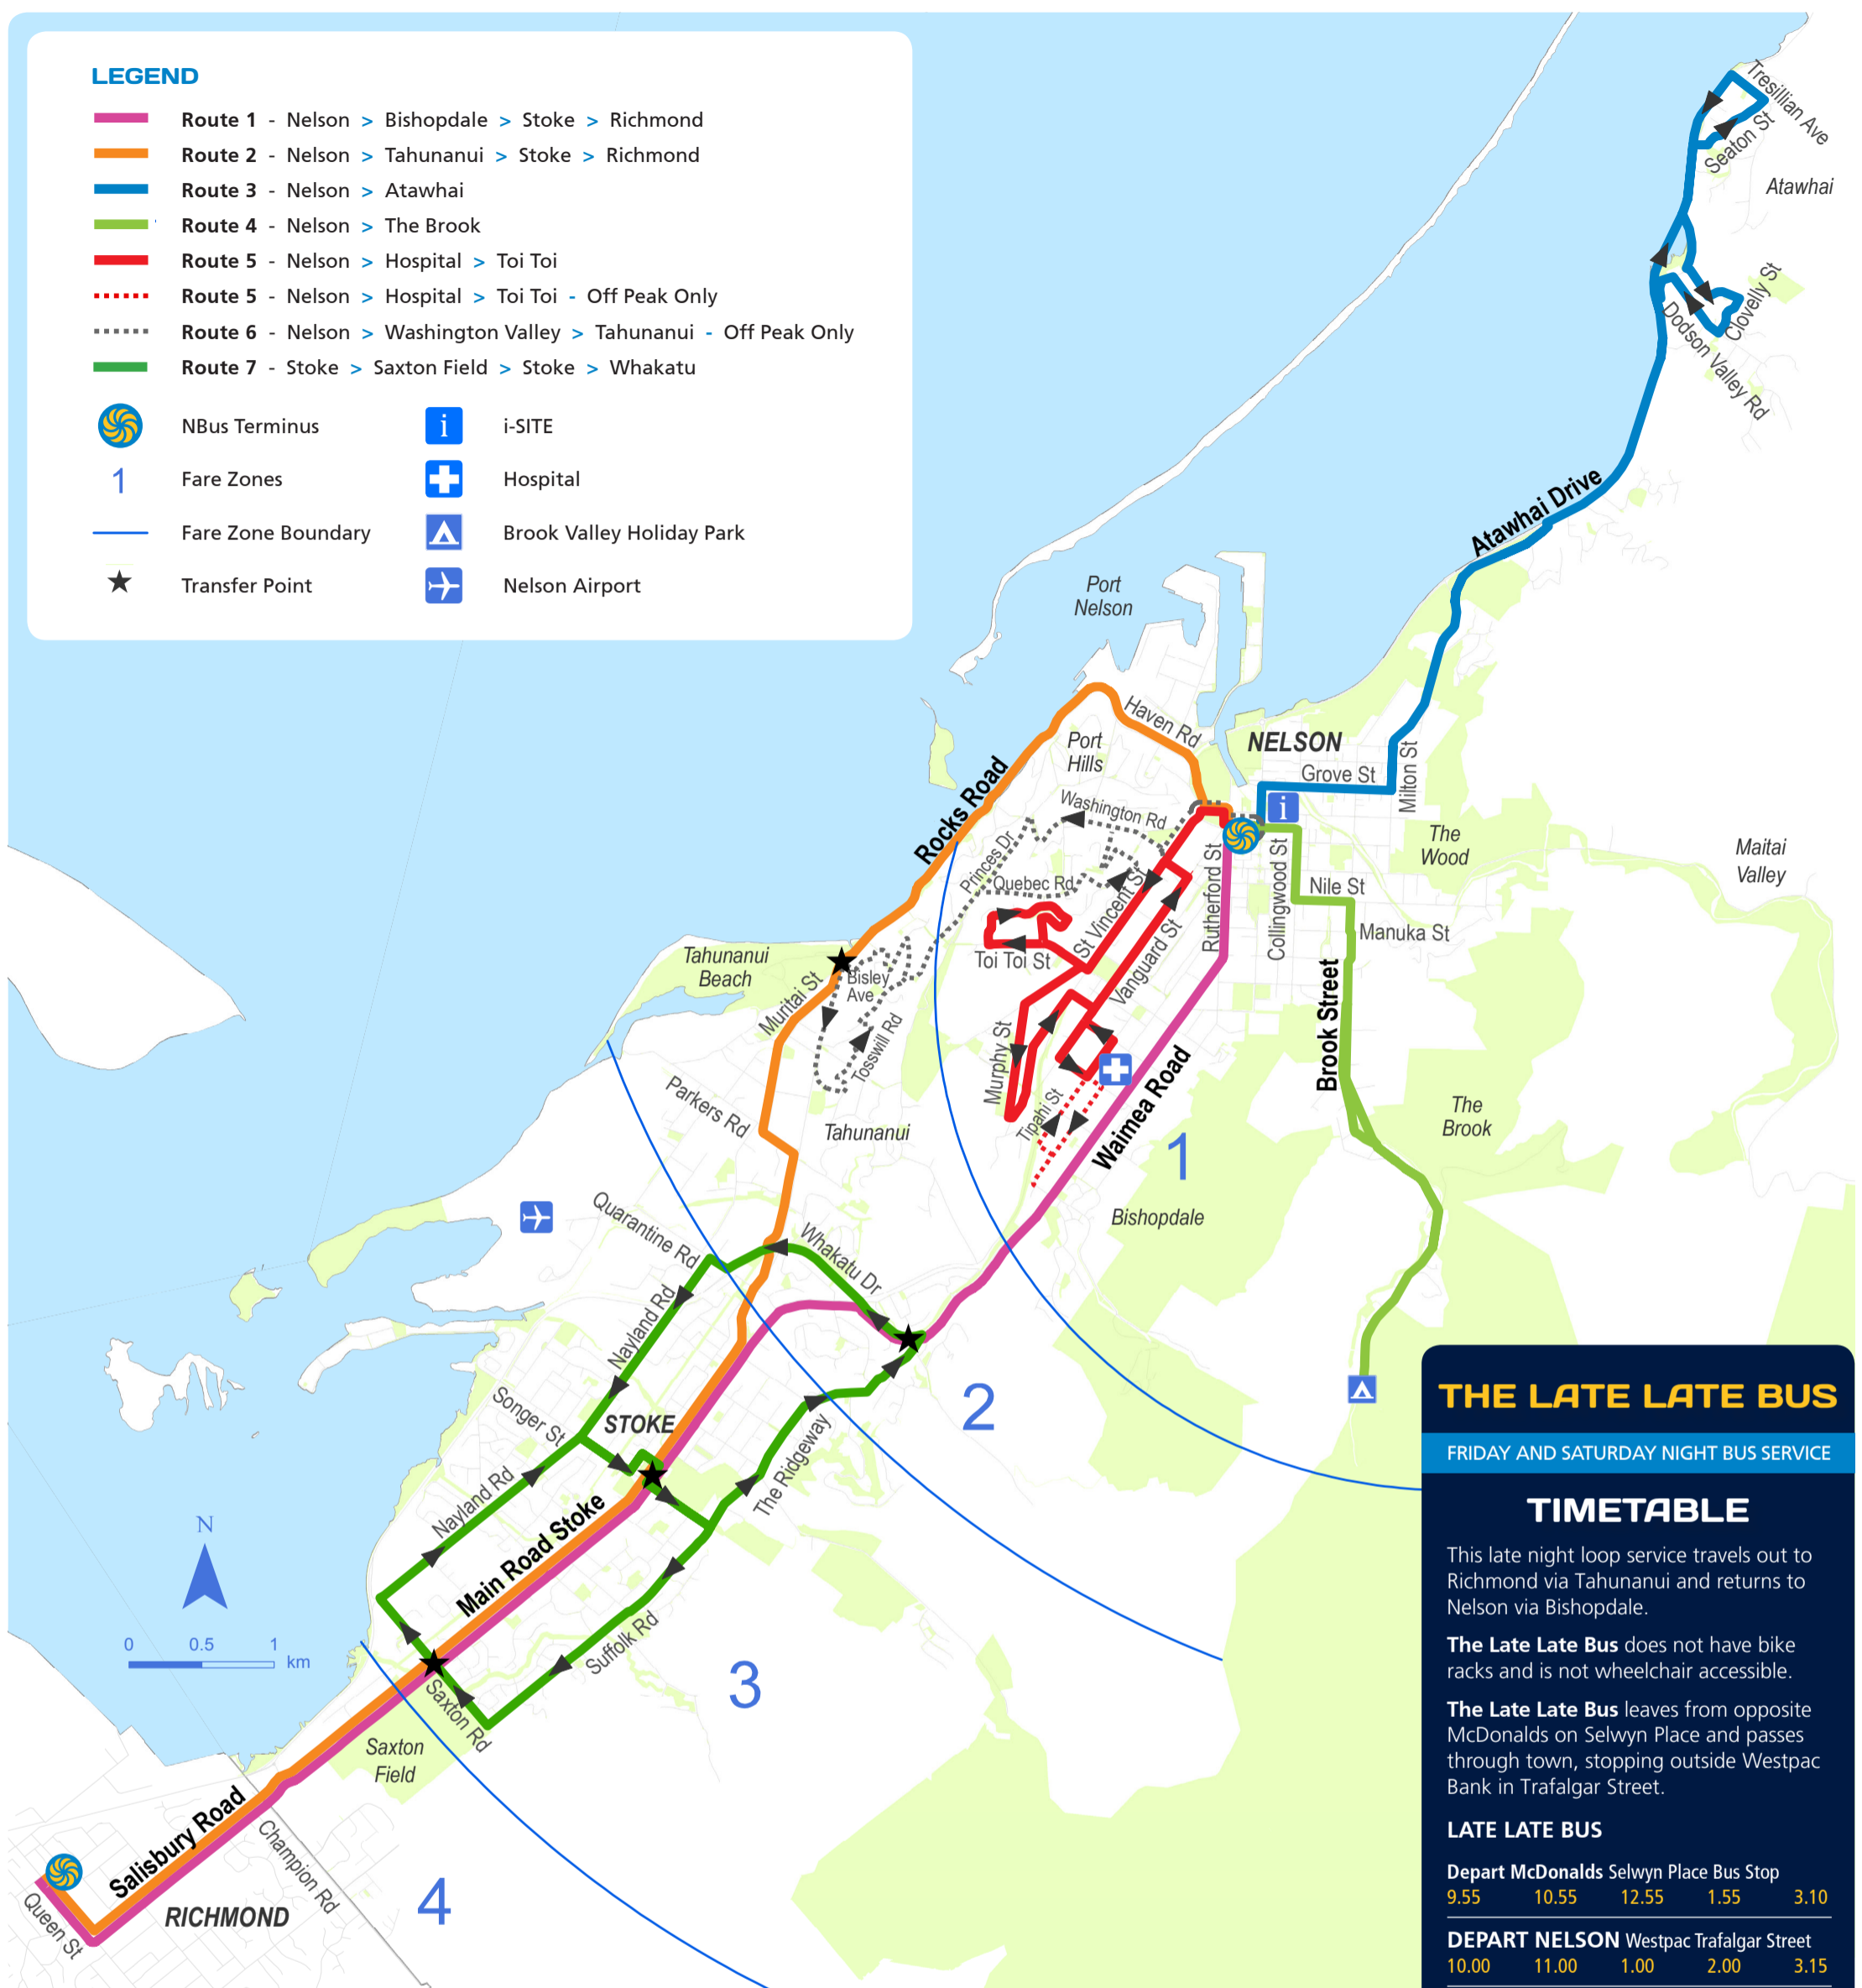 LEGEND
Route 1 - Nelson > Bishopdale > Stoke > Richmond
Route 2 - Nelson > Tahunanui > Stoke > Richmond
Route 3 - Nelson > Atawhai
Route 4 - Nelson > The Brook
Route 5 - Nelson > Hospital > Toi Toi
Route 5 - Nelson > Hospital > Toi Toi - Off Peak Only
Route 6 - Nelson > Washington Valley > Tahunanui - Off Peak Only
Route 7 - Stoke > Saxton Field > Stoke > Whakatu
NBus Terminus
i
i-SITE
1
Fare Zones
Hospital
Fare Zone Boundary
Brook Valley Holiday Park
Transfer Point
Nelson Airport
Tresillian Ave
Seaton St
Atawhai
Clovelly St
Dodson Valley Rd
Atawhai Drive
Port
Nelson
Haven Rd
Port
Hills
NELSON
Grove St
Milton St
i
Rocks Road
Washington Rd
Princes Dr
Quebec Rd
The
Wood
Maitai
Valley
Rutherford St
Collingwood St
Nile St
Manuka St
St Vincent St
Vanguard St
Toi Toi St
Tahunanui
Beach
Bisley
Ave
Muritai St
Tosswill Rd
Murphy St
Tipahi St
Waimea Road
Brook Street
The
Brook
Parkers Rd
Tahunanui
1
Bishopdale
Quarantine Rd
Whakatu Dr
Nayland Rd
2
Songer St
STOKE
The Ridgeway
Nayland Rd
Main Road Stoke
N
0 0.5 1
km
Suffolk Rd
3
Saxton Rd
Saxton
Field
Salisbury Road
Champion Rd
4
RICHMOND
Queen St
THE LATE LATE BUS
FRIDAY AND SATURDAY NIGHT BUS SERVICE
TIMETABLE
This late night loop service travels out to
Richmond via Tahunanui and returns to
Nelson via Bishopdale.
The Late Late Bus does not have bike
racks and is not wheelchair accessible.
The Late Late Bus leaves from opposite
McDonalds on Selwyn Place and passes
through town, stopping outside Westpac
Bank in Trafalgar Street.
LATE LATE BUS
Depart McDonalds Selwyn Place Bus Stop
9.55 10.55 12.55 1.55 3.10
DEPART NELSON Westpac Trafalgar Street
10.00 11.00 1.00 2.00 3.15